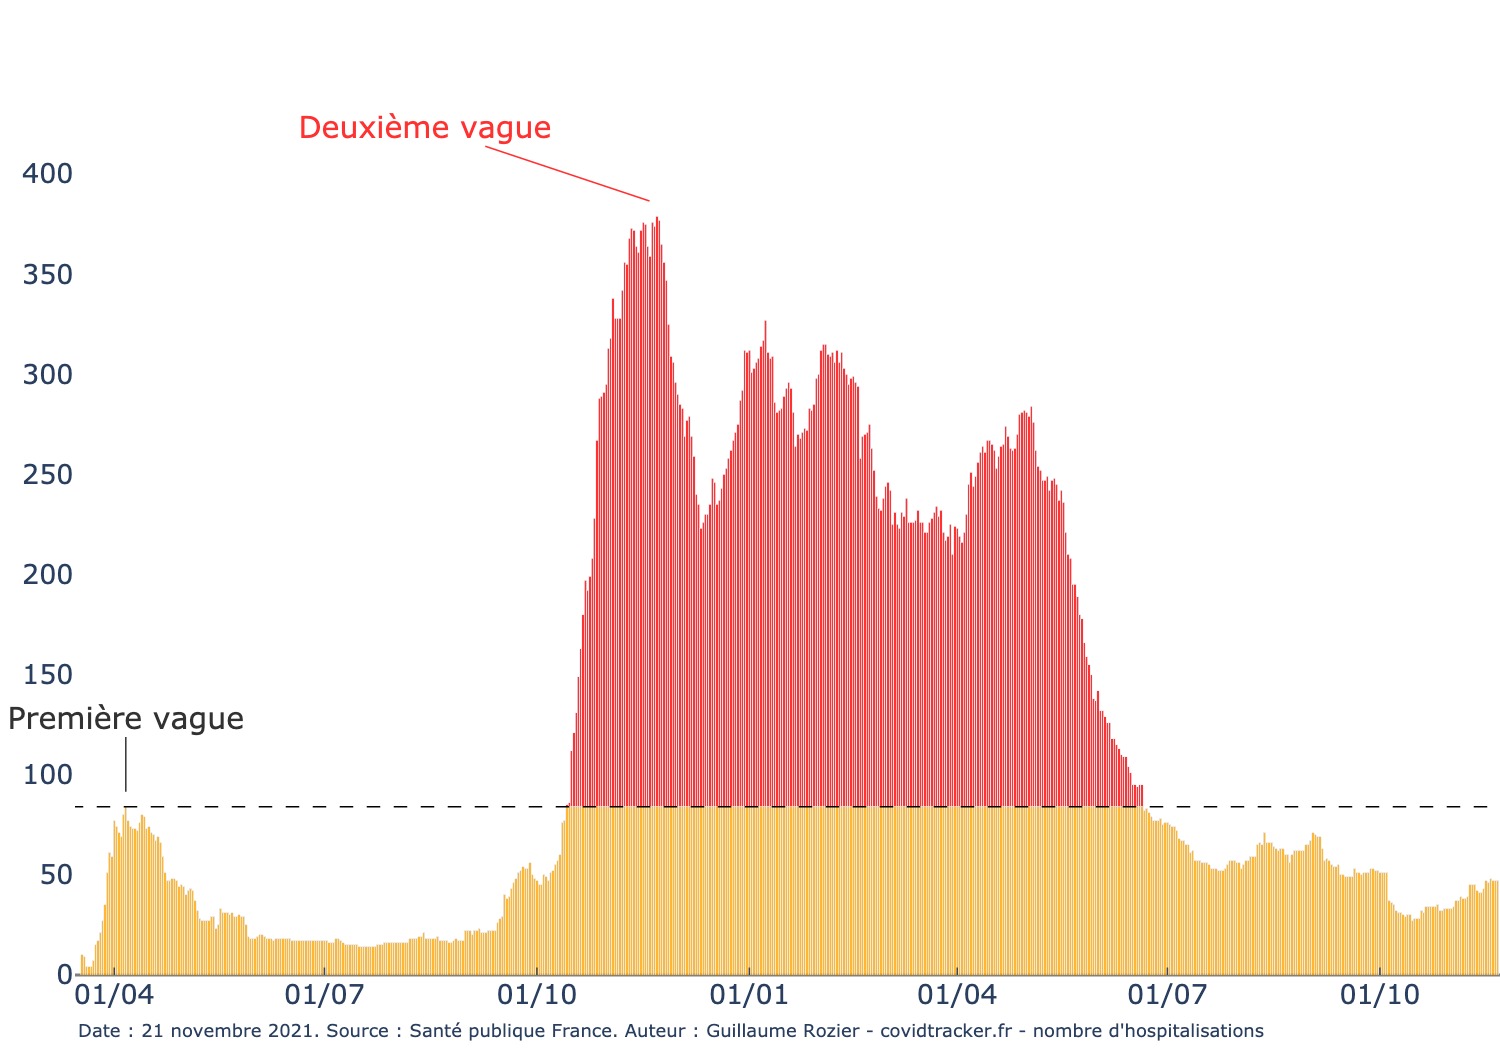 Deuxième vague
400
350
300
250
200
150
Première vague
100
50
0
01/04 01/07 01/10 01/01 01/04 01/07 01/10
Date : 21 novembre 2021. Source : Santé publique France. Auteur : Guillaume Rozier - covidtracker.fr - nombre d'hospitalisations